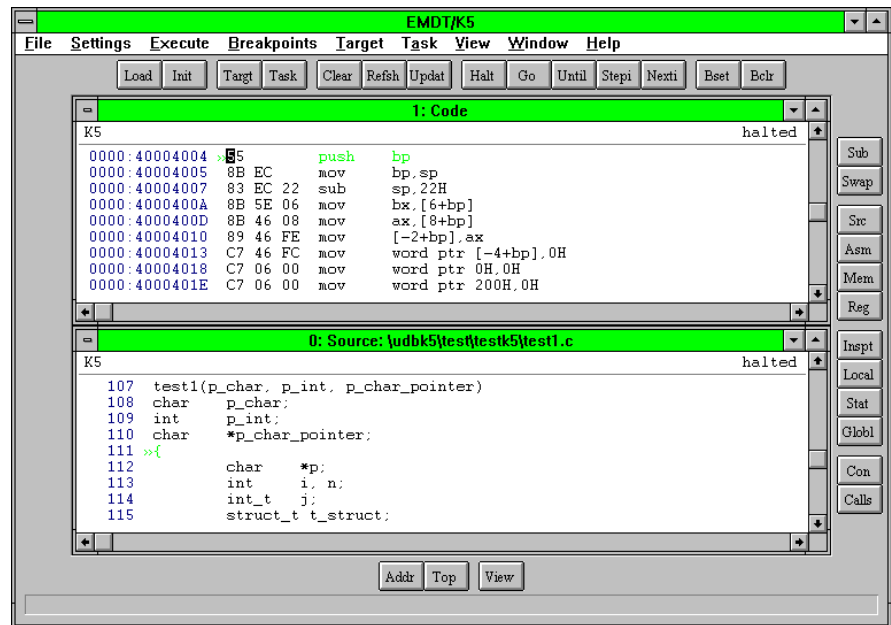 EMDT/K5
File Settings Execute Breakpoints Target Task View Window Help
Load Init Targt Task Clear Refsh Updat Halt Go Until Stepi Nexti Bset Bclr
1: Code
K5 halted
0000:40004004 »55 push bp
0000:40004005 8B EC mov bp,sp
0000:40004007 83 EC 22 sub sp,22H
0000:4000400A 8B 5E 06 mov bx,[6+bp]
0000:4000400D 8B 46 08 mov ax,[8+bp]
0000:40004010 89 46 FE mov [-2+bp],ax
0000:40004013 C7 46 FC mov word ptr [-4+bp],0H
0000:40004018 C7 06 00 mov word ptr 0H,0H
0000:4000401E C7 06 00 mov word ptr 200H,0H
0: Source: \udbk5\test\testk5\test1.c
K5 halted
107 test1(p_char, p_int, p_char_pointer)
108 char p_char;
109 int p_int;
110 char *p_char_pointer;
111 »{
112 char *p;
113 int i, n;
114 int_t j;
115 struct_t t_struct;
Sub
Swap
Src
Asm
Mem
Reg
Inspt
Local
Stat
Globl
Con
Calls
Addr Top View